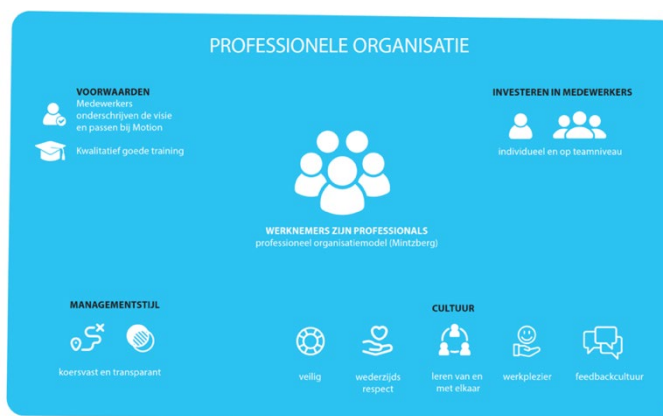 PROFESSIONELE ORGANISATIE
VOORWAARDEN
Medewerkers
onderschrijven de visie
en passen bij Motion
Kwalitatief goede training
INVESTEREN IN MEDEWERKERS
individueel en op teamniveau
WERKNEMERS ZIJN PROFESSIONALS
professioneel organisatiemodel (Mintzberg)
MANAGEMENTSTIJL
koersvast en transparant
CULTUUR
veilig
wederzijds
respect
leren van en
met elkaar
werkplezier
feedbackcultuur